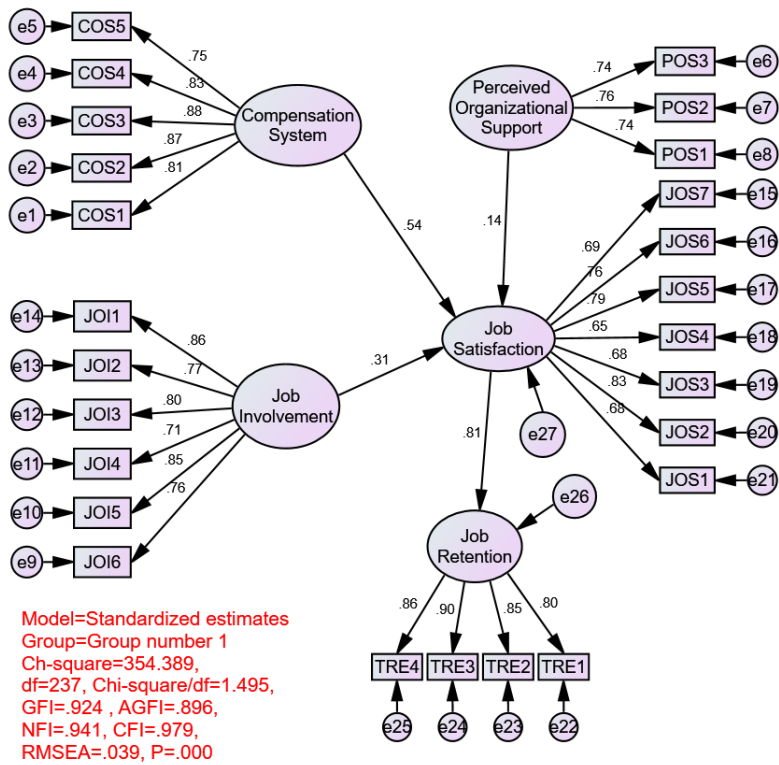 e5 COS5
.75
e4 COS4
.83
e3 COS3
.88
e2 COS2
.87
e1 COS1
.81
Compensation
System
Perceived
Organizational
Support
.74
POS3 e6
.76
POS2 e7
.74
POS1 e8
.54
.14
JOS7 e15
.69
JOS6 e16
.76
JOS5 e17
.79
JOS4 e18
.65
JOS3 e19
.68
JOS2 e20
.83
JOS1 e21
.68
Job
Satisfaction
e27
e14 JOI1
.86
e13 JOI2
.77
e12 JOI3
.80
e11 JOI4
.71
e10 JOI5
.85
e9 JOI6
.76
Job
Involvement
.31
.81
e26
Job
Retention
.86
.90
.85
.80
TRE4 TRE3 TRE2 TRE1
e25 e24 e23 e22
Model=Standardized estimates
Group=Group number 1
Ch-square=354.389,
df=237, Chi-square/df=1.495,
GFI=.924 , AGFI=.896,
NFI=.941, CFI=.979,
RMSEA=.039, P=.000